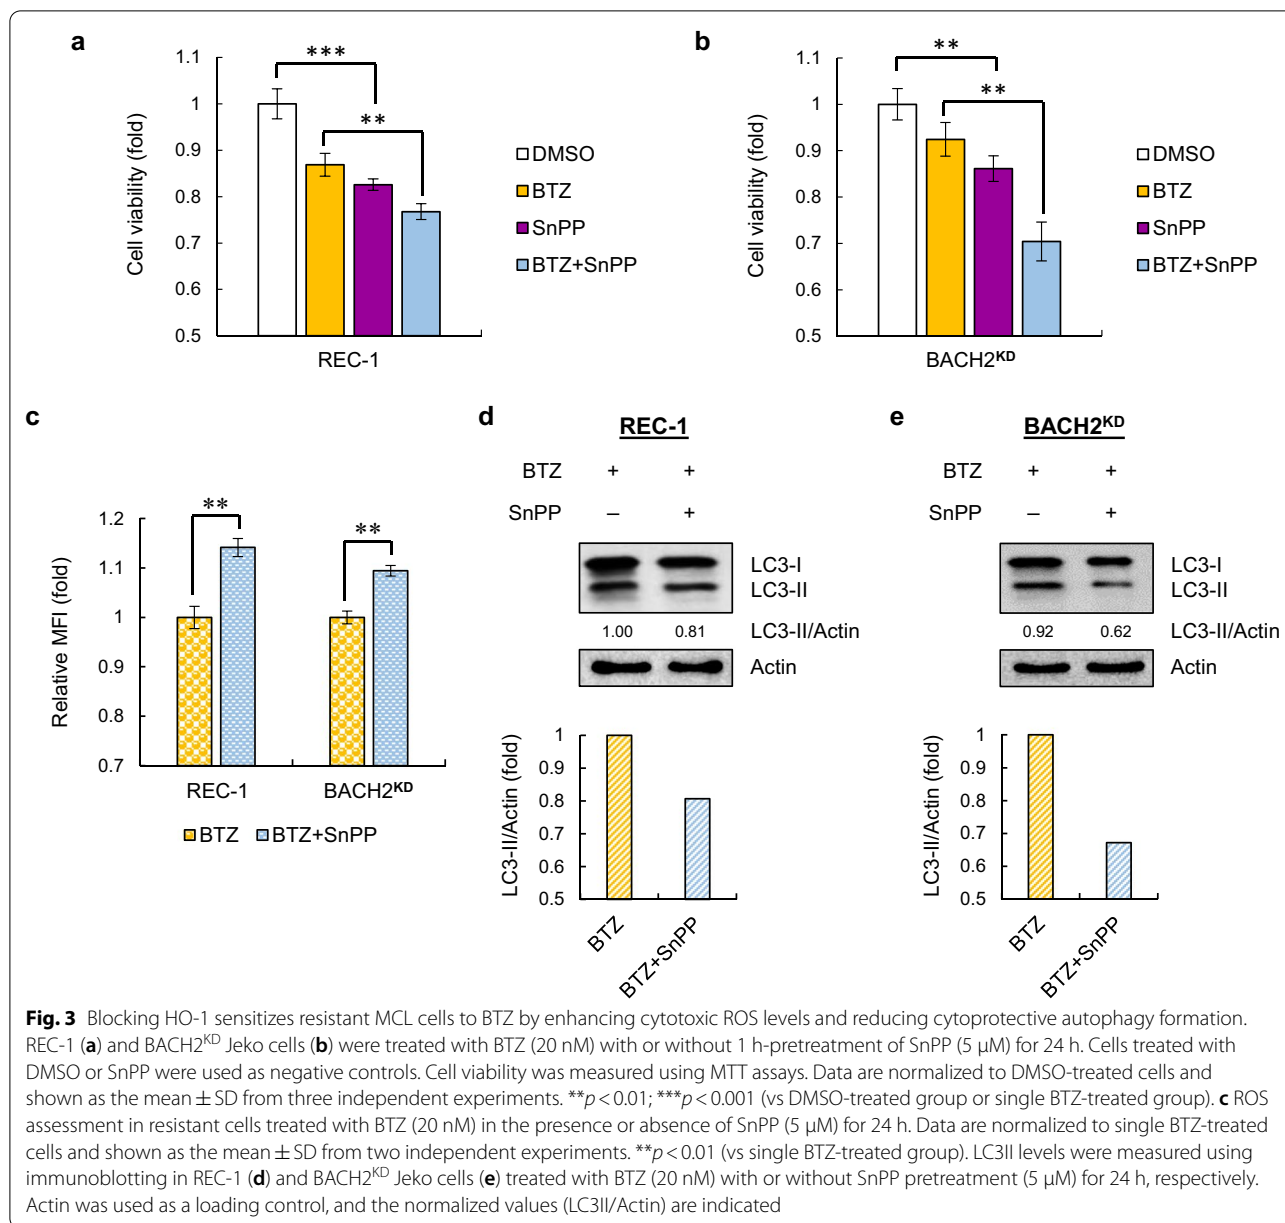 a
***
**
1.1
1
0.9
0.8
0.7
0.6
0.5
Cell viability (fold)
REC-1
DMSO
BTZ
SnPP
BTZ+SnPP
b
**
**
1.1
1
0.9
0.8
0.7
0.6
0.5
Cell viability (fold)
BACH2KD
DMSO
BTZ
SnPP
BTZ+SnPP
c
**
**
1.2
1.1
1
0.9
0.8
0.7
Relative MFI (fold)
REC-1 BACH2KD
BTZ BTZ+SnPP
d
REC-1
BTZ + +
SnPP – +
LC3-I
LC3-II
1.00 0.81 LC3-II/Actin
Actin
1
0.9
0.8
0.7
0.6
0.5
LC3-II/Actin (fold)
BTZ
BTZ+SnPP
e
BACH2KD
BTZ + +
SnPP – +
LC3-I
LC3-II
0.92 0.62 LC3-II/Actin
Actin
1
0.9
0.8
0.7
0.6
0.5
LC3-II/Actin (fold)
BTZ
BTZ+SnPP
Fig. 3 Blocking HO-1 sensitizes resistant MCL cells to BTZ by enhancing cytotoxic ROS levels and reducing cytoprotective autophagy formation.
REC-1 (a) and BACH2KD Jeko cells (b) were treated with BTZ (20 nM) with or without 1 h-pretreatment of SnPP (5 μM) for 24 h. Cells treated with
DMSO or SnPP were used as negative controls. Cell viability was measured using MTT assays. Data are normalized to DMSO-treated cells and
shown as the mean ± SD from three independent experiments. **p < 0.01; ***p < 0.001 (vs DMSO-treated group or single BTZ-treated group). c ROS
assessment in resistant cells treated with BTZ (20 nM) in the presence or absence of SnPP (5 μM) for 24 h. Data are normalized to single BTZ-treated
cells and shown as the mean ± SD from two independent experiments. **p < 0.01 (vs single BTZ-treated group). LC3II levels were measured using
immunoblotting in REC-1 (d) and BACH2KD Jeko cells (e) treated with BTZ (20 nM) with or without SnPP pretreatment (5 μM) for 24 h, respectively.
Actin was used as a loading control, and the normalized values (LC3II/Actin) are indicated